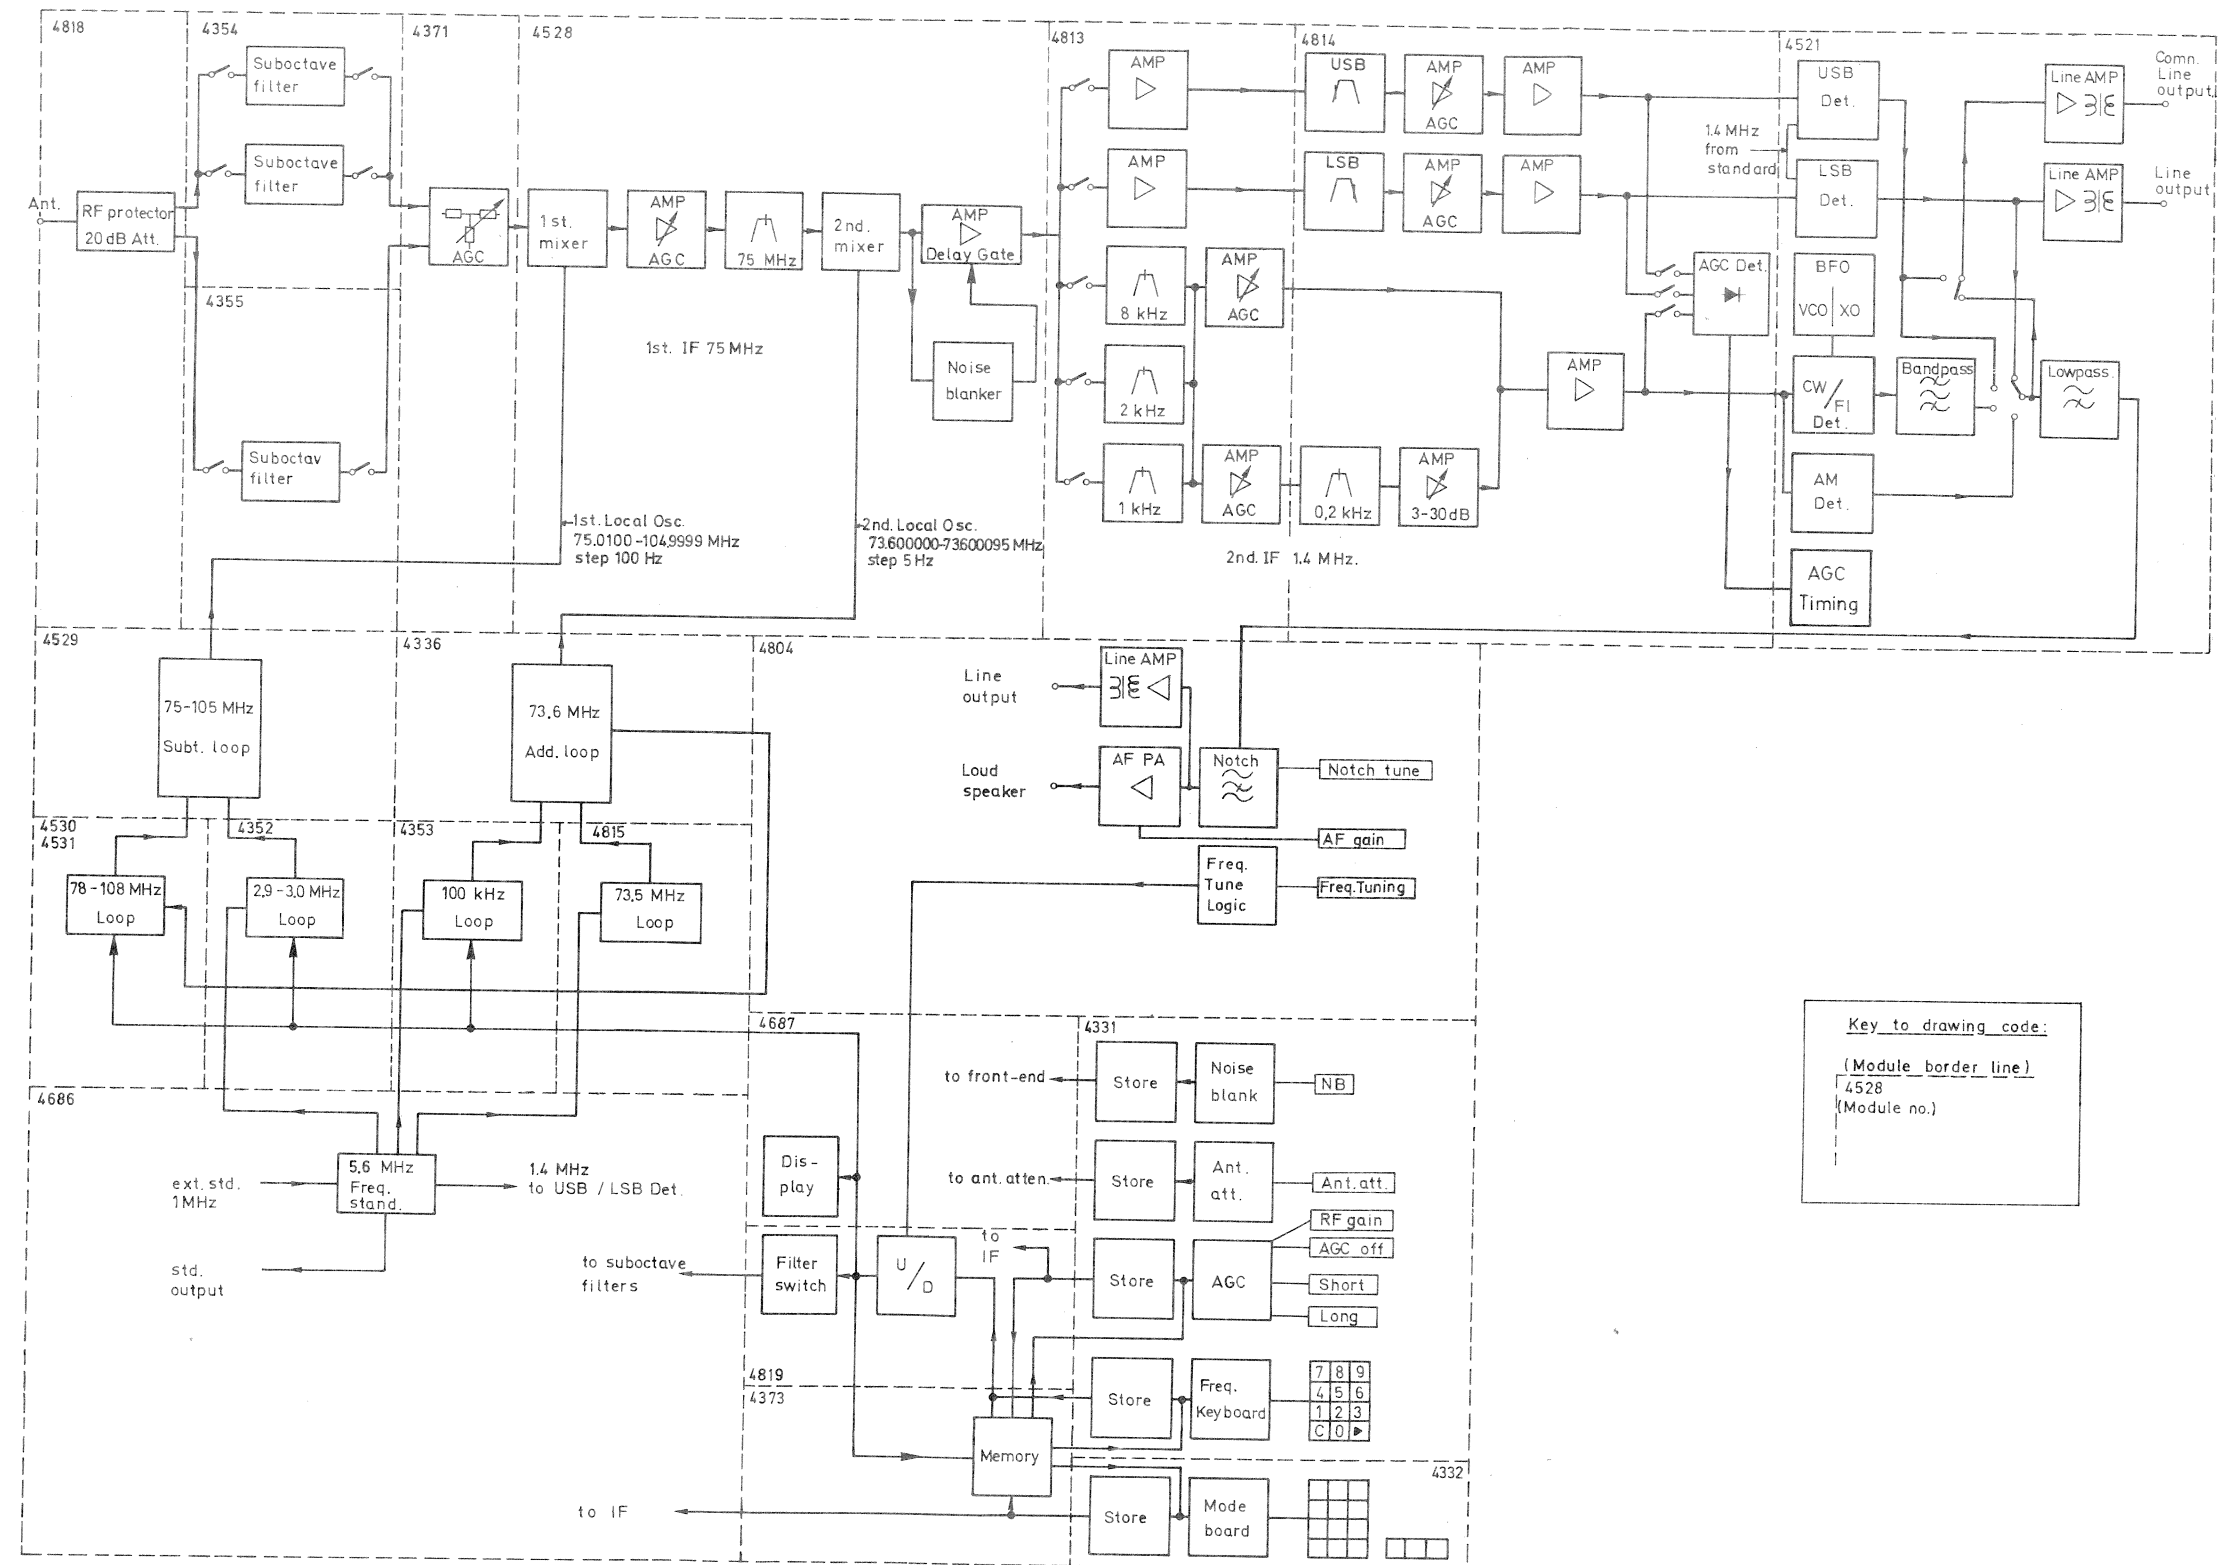 4818
4354
4371
4528
4813
4814
4521
Suboctave
filter
Suboctave
filter
Ant.
RF protector
20 dB Att.
4355
Suboctav
filter
AGC
1st.
mixer
AMP
AGC
75 MHz
2nd.
mixer
AMP
Delay Gate
Noise
blanker
1st. IF 75 MHz
1st. Local Osc.
75.0100-104,9999 MHz
step 100 Hz
2nd. Local Osc.
73.600000-73.600095 MHz
step 5 Hz
AMP
AMP
8 kHz
2 kHz
1 kHz
AMP
AGC
AMP
AGC
USB
LSB
AMP
AGC
AMP
AGC
AMP
AMP
0,2 kHz
AMP
3-30dB
AMP
2nd. IF 1.4 MHz.
AGC Det.
1.4 MHz
from
standard
USB
Det.
LSB
Det.
BFO
VCO XO
CW/FI
Det.
Bandpass
AM
Det.
AGC
Timing
Lowpass.
Line AMP
Line AMP
Comn.
Line
output
Line
output
4529
4336
4804
75-105 MHz
Subt. loop
73,6 MHz
Add. loop
4530
4531
4352
4353
4815
78-108 MHz
Loop
2,9-3,0 MHz
Loop
100 kHz
Loop
73,5 MHz
Loop
Line
output
Line AMP
Loud
speaker
AF PA
Notch
Notch tune
AF gain
Freq.
Tune
Logic
Freq.Tuning
4686
ext. std.
1MHz
5,6 MHz
Freq.
stand.
1.4 MHz
to USB / LSB Det.
std.
output
4687
Dis-
play
to suboctave
filters
Filter
switch
U/D
4819
4373
Memory
to IF
4331
to front-end
Store
Noise
blank
NB
to ant.atten.
Store
Ant.
att.
Ant.att.
to
IF
Store
AGC
RF gain
AGC off
Short
Long
Store
Freq.
Keyboard
7 8 9
4 5 6
1 2 3
C 0 ▶
4332
Store
Mode
board
Key to drawing code:
(Module border line)
4528
(Module no.)